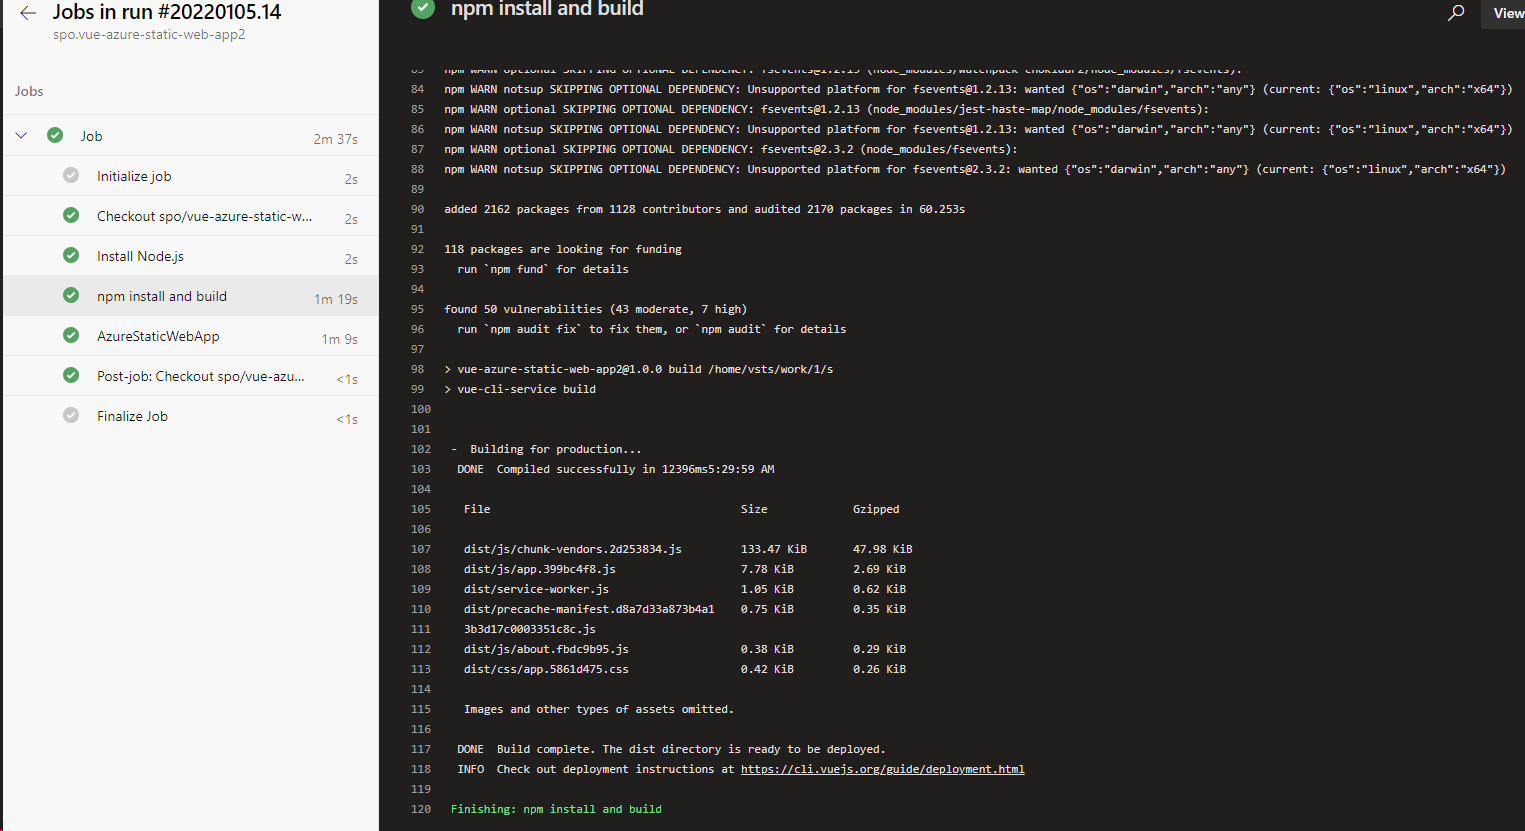 Jobs in run #20220105.14
spo.vue-azure-static-web-app2
Jobs
Job 2m 37s
Initialize job 2s
Checkout spo/vue-azure-static-w... 2s
Install Node.js 2s
npm install and build 1m 19s
AzureStaticWebApp 1m 9s
Post-job: Checkout spo/vue-azu... <1s
Finalize Job <1s
npm install and build
View
83 npm WARN optional SKIPPING OPTIONAL DEPENDENCY: fsevents@1.2.13 (node_modules/watchpack-chokidar2/node_modules/fsevents):
84 npm WARN notsup SKIPPING OPTIONAL DEPENDENCY: Unsupported platform for fsevents@1.2.13: wanted {"os":"darwin","arch":"any"} (current: {"os":"linux","arch":"x64"})
85 npm WARN optional SKIPPING OPTIONAL DEPENDENCY: fsevents@1.2.13 (node_modules/jest-haste-map/node_modules/fsevents):
86 npm WARN notsup SKIPPING OPTIONAL DEPENDENCY: Unsupported platform for fsevents@1.2.13: wanted {"os":"darwin","arch":"any"} (current: {"os":"linux","arch":"x64"})
87 npm WARN optional SKIPPING OPTIONAL DEPENDENCY: fsevents@2.3.2 (node_modules/fsevents):
88 npm WARN notsup SKIPPING OPTIONAL DEPENDENCY: Unsupported platform for fsevents@2.3.2: wanted {"os":"darwin","arch":"any"} (current: {"os":"linux","arch":"x64"})
89
90 added 2162 packages from 1128 contributors and audited 2170 packages in 60.253s
91
92 118 packages are looking for funding
93 run `npm fund` for details
94
95 found 50 vulnerabilities (43 moderate, 7 high)
96 run `npm audit fix` to fix them, or `npm audit` for details
97
98 > vue-azure-static-web-app2@1.0.0 build /home/vsts/work/1/s
99 > vue-cli-service build
100
101
102 - Building for production...
103 DONE Compiled successfully in 12396ms5:29:59 AM
104
105 File Size Gzipped
106
107 dist/js/chunk-vendors.2d253834.js 133.47 KiB 47.98 KiB
108 dist/js/app.399bc4f8.js 7.78 KiB 2.69 KiB
109 dist/service-worker.js 1.05 KiB 0.62 KiB
110 dist/precache-manifest.d8a7d33a873b4a1 0.75 KiB 0.35 KiB
111 3b3d17c0003351c8c.js
112 dist/js/about.fbdc9b95.js 0.38 KiB 0.29 KiB
113 dist/css/app.5861d475.css 0.42 KiB 0.26 KiB
114
115 Images and other types of assets omitted.
116
117 DONE Build complete. The dist directory is ready to be deployed.
118 INFO Check out deployment instructions at https://cli.vuejs.org/guide/deployment.html
119
120 Finishing: npm install and build